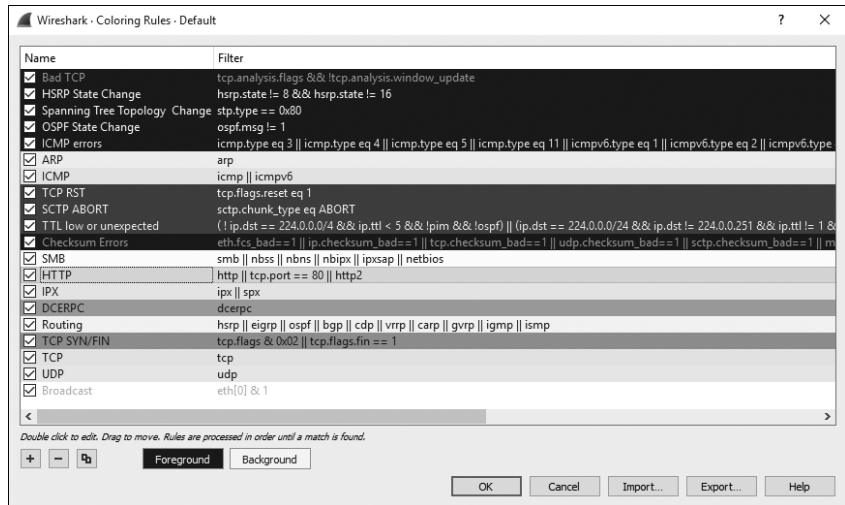 Wireshark · Coloring Rules · Default
? ×
Name Filter
Bad TCP tcp.analysis.flags && !tcp.analysis.window_update
HSRP State Change hsrp.state != 8 && hsrp.state != 16
Spanning Tree Topology Change stp.type == 0x80
OSPF State Change ospf.msg != 1
ICMP errors icmp.type eq 3 || icmp.type eq 4 || icmp.type eq 5 || icmp.type eq 11 || icmpv6.type eq 1 || icmpv6.type eq 2 || icmpv6.type
ARP arp
ICMP icmp || icmpv6
TCP RST tcp.flags.reset eq 1
SCTP ABORT sctp.chunk_type eq ABORT
TTL low or unexpected ( ! ip.dst == 224.0.0.0/4 && ip.ttl < 5 && !pim && !ospf) || (ip.dst == 224.0.0.0/24 && ip.dst != 224.0.0.251 && ip.ttl != 1 &
Checksum Errors eth.fcs_bad==1 || ip.checksum_bad==1 || tcp.checksum_bad==1 || udp.checksum_bad==1 || sctp.checksum_bad==1 || m
SMB smb || nbss || nbns || nbipx || ipxsap || netbios
HTTP http || tcp.port == 80 || http2
IPX ipx || spx
DCERPC dcerpc
Routing hsrp || eigrp || ospf || bgp || cdp || vrrp || carp || gvrp || igmp || ismp
TCP SYN/FIN tcp.flags & 0x02 || tcp.flags.fin == 1
TCP tcp
UDP udp
Broadcast eth[0] & 1
Double click to edit. Drag to move. Rules are processed in order until a match is found.
+ − Foreground Background
OK Cancel Import... Export... Help